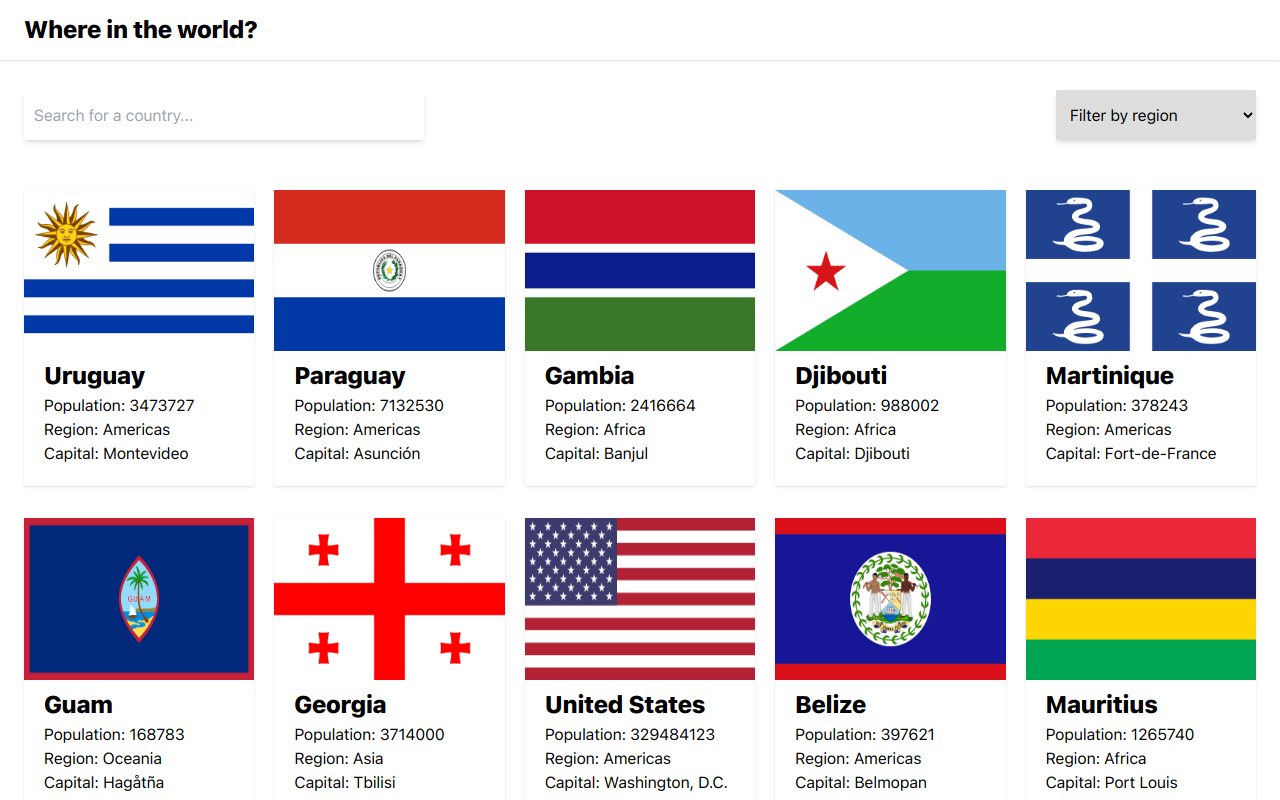 Where in the world?
Search for a country...
Filter by region
Uruguay
Population: 3473727
Region: Americas
Capital: Montevideo
Paraguay
Population: 7132530
Region: Americas
Capital: Asunción
Gambia
Population: 2416664
Region: Africa
Capital: Banjul
Djibouti
Population: 988002
Region: Africa
Capital: Djibouti
Martinique
Population: 378243
Region: Americas
Capital: Fort-de-France
GUAM
Guam
Population: 168783
Region: Oceania
Capital: Hagåtña
Georgia
Population: 3714000
Region: Asia
Capital: Tbilisi
United States
Population: 329484123
Region: Americas
Capital: Washington, D.C.
Belize
Population: 397621
Region: Americas
Capital: Belmopan
Mauritius
Population: 1265740
Region: Africa
Capital: Port Louis